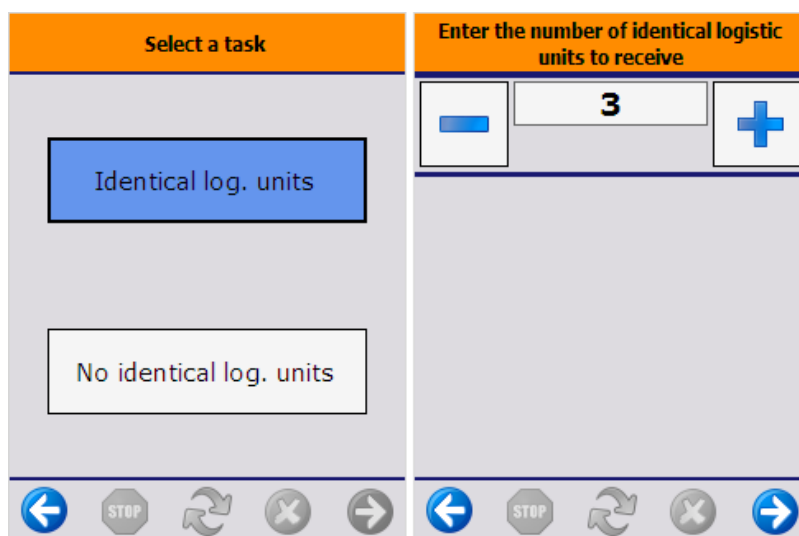 Select a task
Identical log. units
No identical log. units
STOP
Enter the number of identical logistic
units to receive
3
STOP